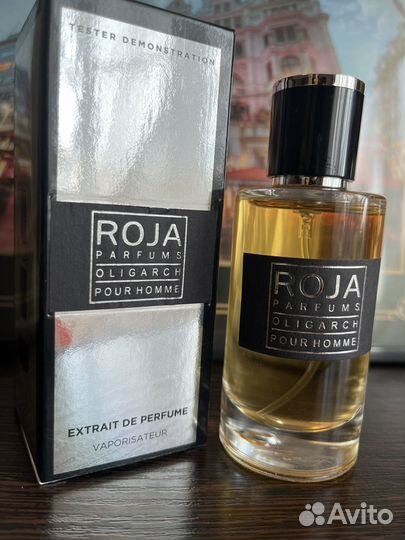 TESTER DEMONSTRATION
ROJA
PARFUMS
OLIGARCH
POUR HOMME
EXTRAIT DE PERFUME
VAPORISATEUR
ROJA
PARFUMS
OLIGARCH
POUR HOMME
Avito